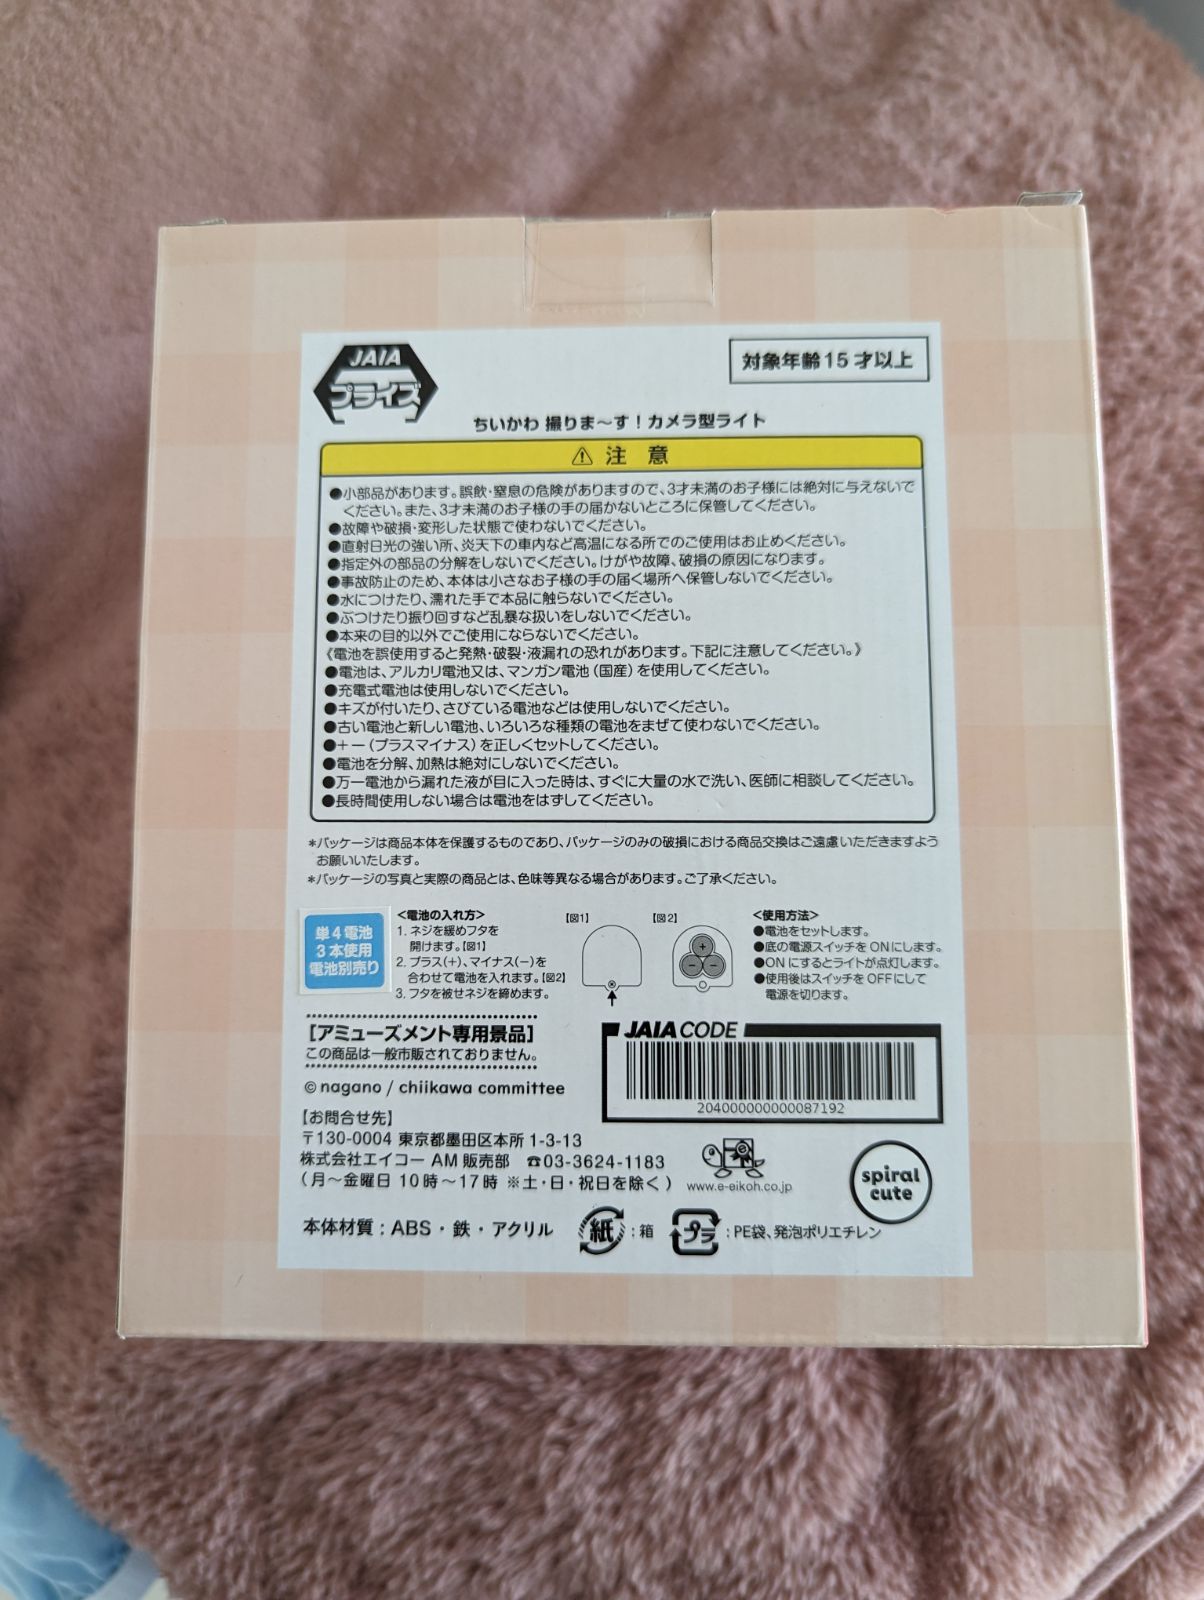 JAIA
プライズ
対象年齢15才以上
ちいかわ 撮りま～す！カメラ型ライト
⚠ 注 意
●小部品があります。誤飲・窒息の危険がありますので、3才未満のお子様には絶対に与えないで
ください。また、3才未満のお子様の手の届かないところに保管してください。
●故障や破損・変形した状態で使わないでください。
●直射日光の強い所、炎天下の車内など高温になる所でのご使用はお止めください。
●指定外の部品の分解をしないでください。けがや故障、破損の原因になります。
●事故防止のため、本体は小さなお子様の手の届く場所へ保管しないでください。
●水につけたり、濡れた手で本品に触らないでください。
●ぶつけたり振り回すなど乱暴な扱いをしないでください。
●本来の目的以外でご使用にならないでください。
《電池を誤使用すると発熱・破裂・液漏れの恐れがあります。下記に注意してください。》
●電池は、アルカリ電池又は、マンガン電池（国産）を使用してください。
●充電式電池は使用しないでください。
●キズが付いたり、さびている電池などは使用しないでください。
●古い電池と新しい電池、いろいろな種類の電池をまぜて使わないでください。
●＋－（プラスマイナス）を正しくセットしてください。
●電池を分解、加熱は絶対にしないでください。
●万一電池から漏れた液が目に入った時は、すぐに大量の水で洗い、医師に相談してください。
●長時間使用しない場合は電池をはずしてください。
＊パッケージは商品本体を保護するものであり、パッケージのみの破損における商品交換はご遠慮いただきますよう
お願いいたします。
＊パッケージの写真と実際の商品とは、色味等異なる場合があります。ご了承ください。
単4電池
3本使用
電池別売り
＜電池の入れ方＞
1. ネジを緩めフタを
開けます。【図1】
2. プラス(+)、マイナス(−)を
合わせて電池を入れます。【図2】
3. フタを被せネジを締めます。
【図1】
【図2】
＜使用方法＞
●電池をセットします。
●底の電源スイッチをONにします。
●ONにするとライトが点灯します。
●使用後はスイッチをOFFにして
電源を切ります。
［アミューズメント専用景品］
この商品は一般市販されておりません。
© nagano / chiikawa committee
JAIA CODE
204000000000087192
【お問合せ先】
〒130-0004 東京都墨田区本所 1-3-13
株式会社エイコー AM 販売部 ☎03-3624-1183
（月～金曜日 10時～17時 ※土・日・祝日を除く）
www.e-eikoh.co.jp
spiral
cute
本体材質：ABS・鉄・アクリル
紙：箱
プラ：PE袋、発泡ポリエチレン